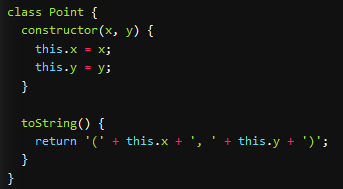 class Point {
  constructor(x, y) {
    this.x = x;
    this.y = y;
  }

  toString() {
    return '(' + this.x + ', ' + this.y + ')';
  }
}